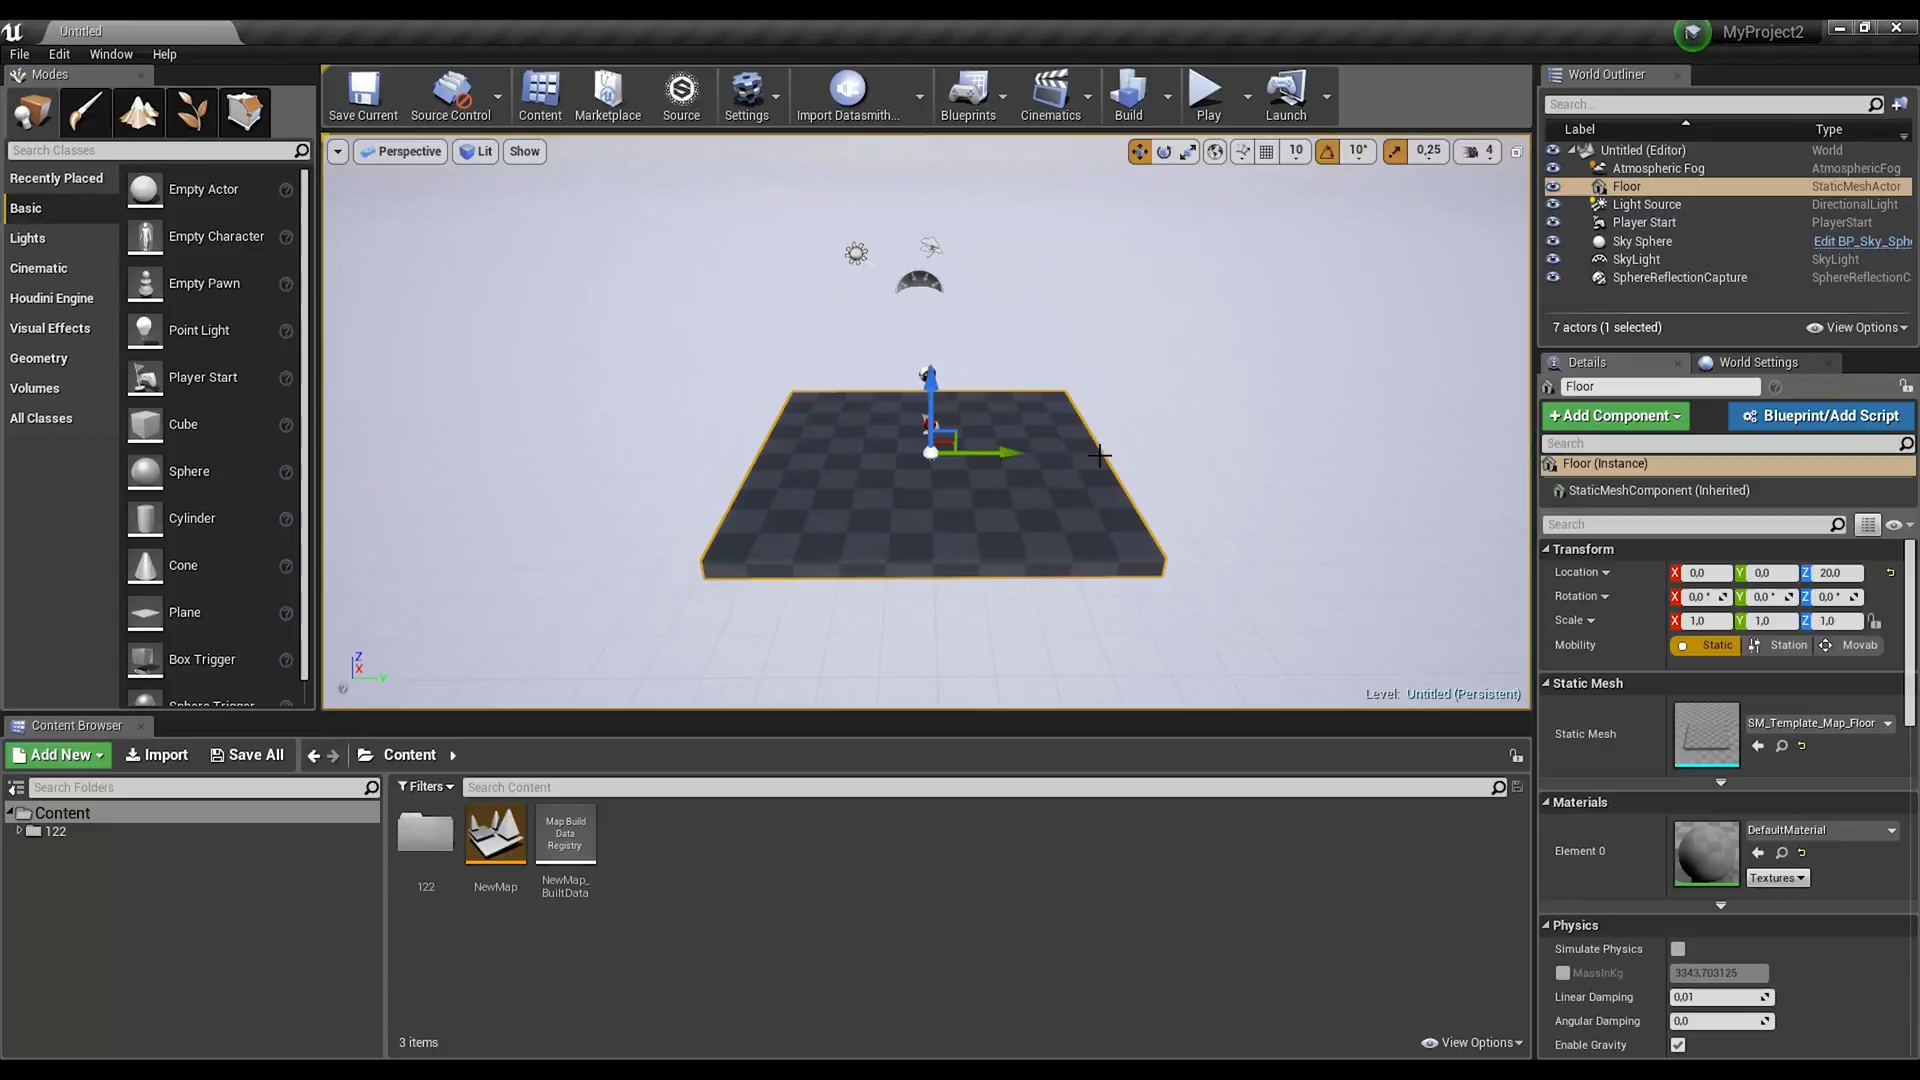 Untitled
MyProject2
File Edit Window Help
Modes
Save Current
Source Control
Content
Marketplace
Source
Settings
Import Datasmith...
Blueprints
Cinematics
Build
Play
Launch
Search Classes
Recently Placed
Basic
Lights
Cinematic
Houdini Engine
Visual Effects
Geometry
Volumes
All Classes
Empty Actor
Empty Character
Empty Pawn
Point Light
Player Start
Cube
Sphere
Cylinder
Cone
Plane
Box Trigger
Sphere Trigger
Perspective Lit Show
10 10° 0,25 4
Z
X
Y
Level: Untitled (Persistent)
World Outliner
Search...
Label Type
Untitled (Editor) World
Atmospheric Fog AtmosphericFog
Floor StaticMeshActor
Light Source DirectionalLight
Player Start PlayerStart
Sky Sphere Edit BP_Sky_Sph
SkyLight SkyLight
SphereReflectionCapture SphereReflectionC
7 actors (1 selected) View Options
Details World Settings
Floor
+Add Component Blueprint/Add Script
Search
Floor (Instance)
StaticMeshComponent (Inherited)
Search
Transform
Location X 0,0 Y 0,0 Z 20,0
Rotation X 0,0 ° Y 0,0 ° Z 0,0 °
Scale X 1,0 Y 1,0 Z 1,0
Mobility Static Station Movab
Static Mesh
Static Mesh SM_Template_Map_Floor
Materials
Element 0 DefaultMaterial
Textures
Physics
Simulate Physics
MassInKg 3343,703125
Linear Damping 0,01
Angular Damping 0,0
Enable Gravity
Content Browser
Add New Import Save All Content
Search Folders
Filters Search Content
Content
122
122
NewMap
Map Build
Data
Registry
NewMap_
BuiltData
3 items View Options